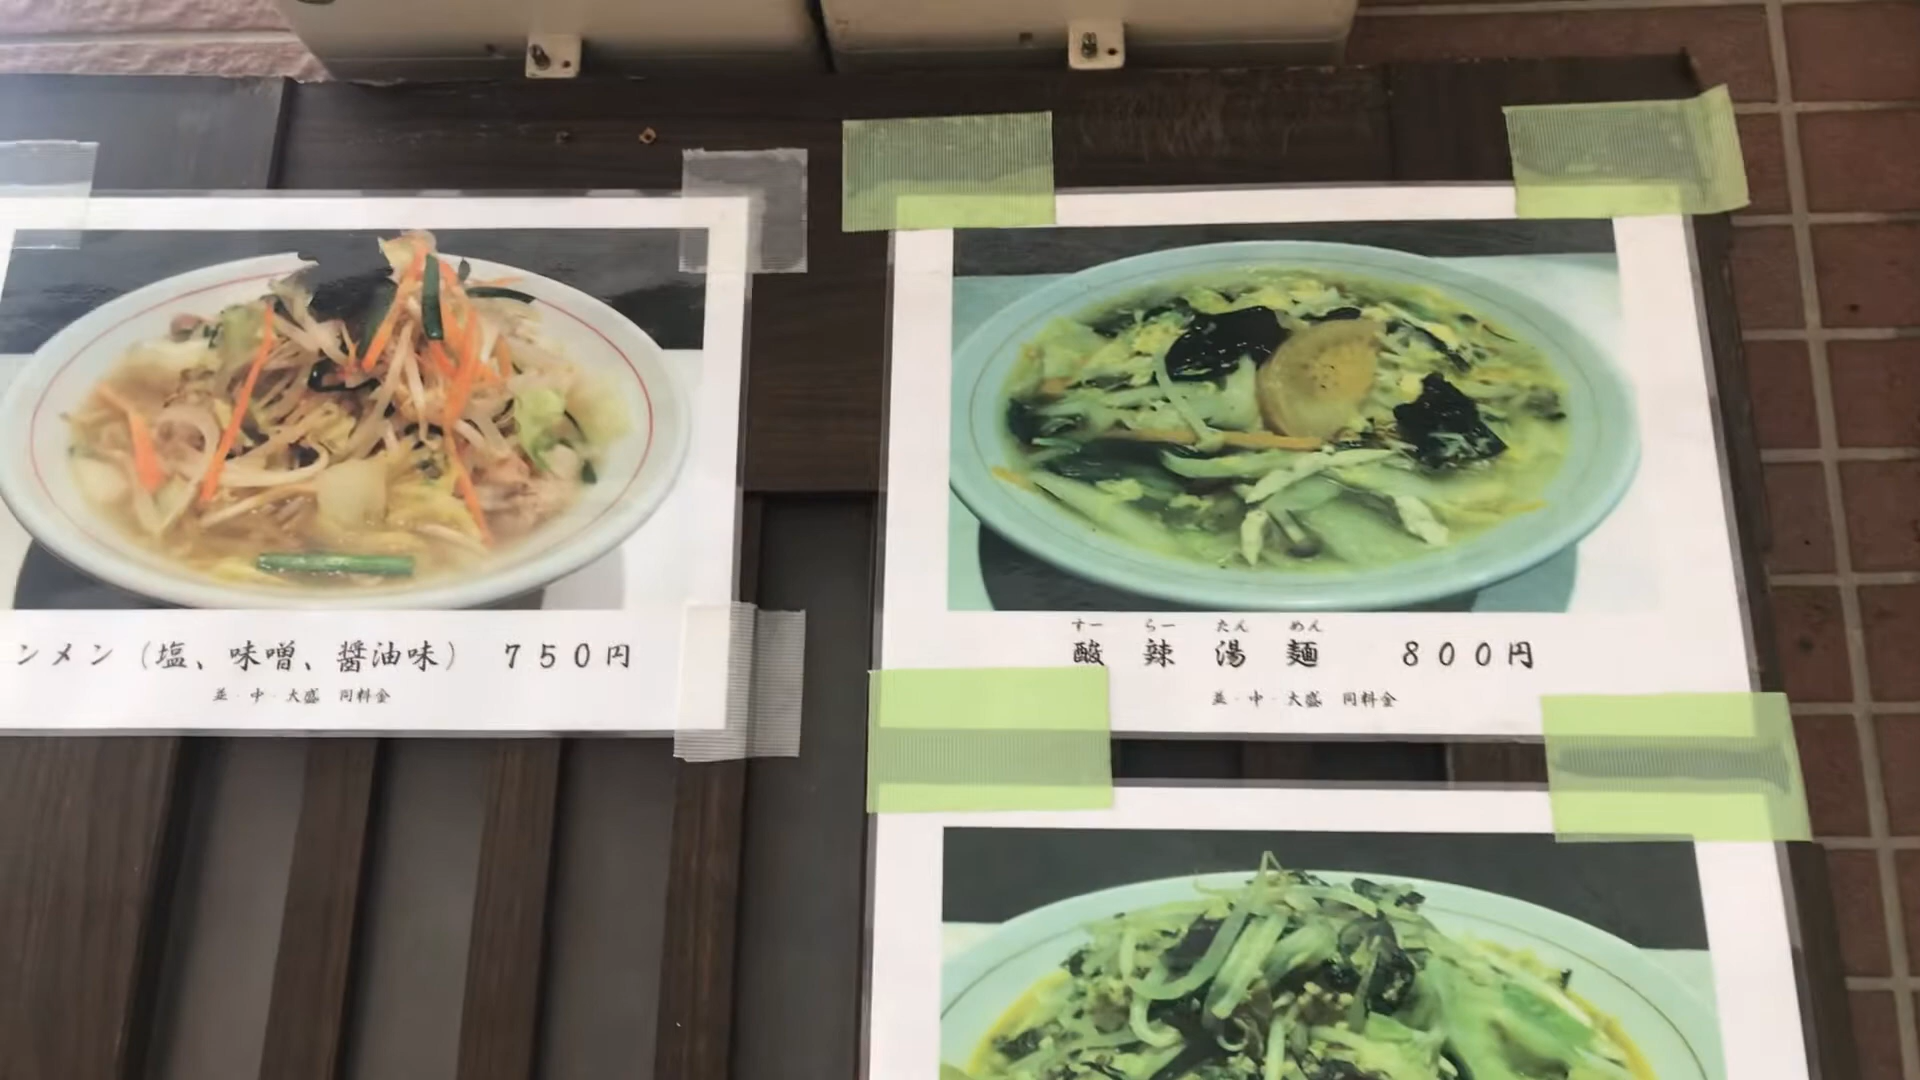 ンメン（塩、味噌、醤油味） ７５０円
並・中・大盛 同料金
すー らー たん めん
酸 辣 湯 麺 ８００円
並・中・大盛 同料金